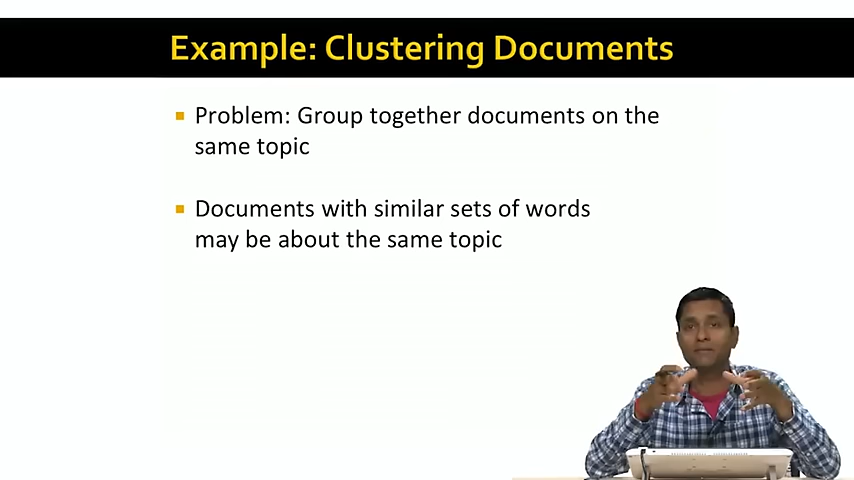 Example: Clustering Documents
Problem: Group together documents on the
same topic
Documents with similar sets of words
may be about the same topic